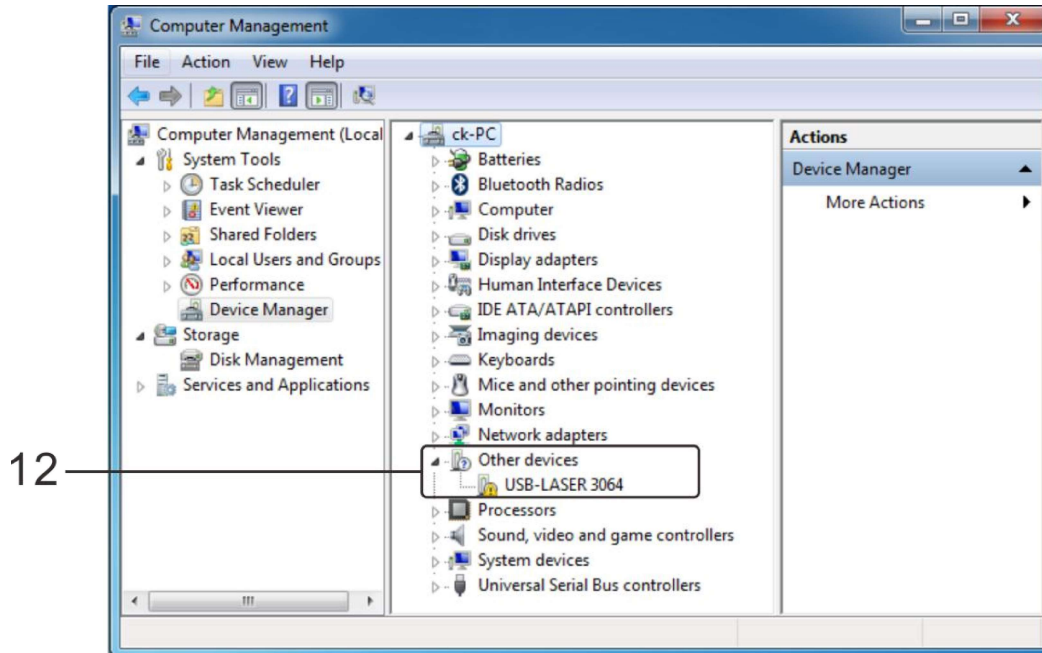 Computer Management
File Action View Help
Computer Management (Local
System Tools
Task Scheduler
Event Viewer
Shared Folders
Local Users and Groups
Performance
Device Manager
Storage
Disk Management
Services and Applications
ck-PC
Batteries
Bluetooth Radios
Computer
Disk drives
Display adapters
Human Interface Devices
IDE ATA/ATAPI controllers
Imaging devices
Keyboards
Mice and other pointing devices
Monitors
Network adapters
Other devices
USB-LASER 3064
Processors
Sound, video and game controllers
System devices
Universal Serial Bus controllers
Actions
Device Manager
More Actions
12